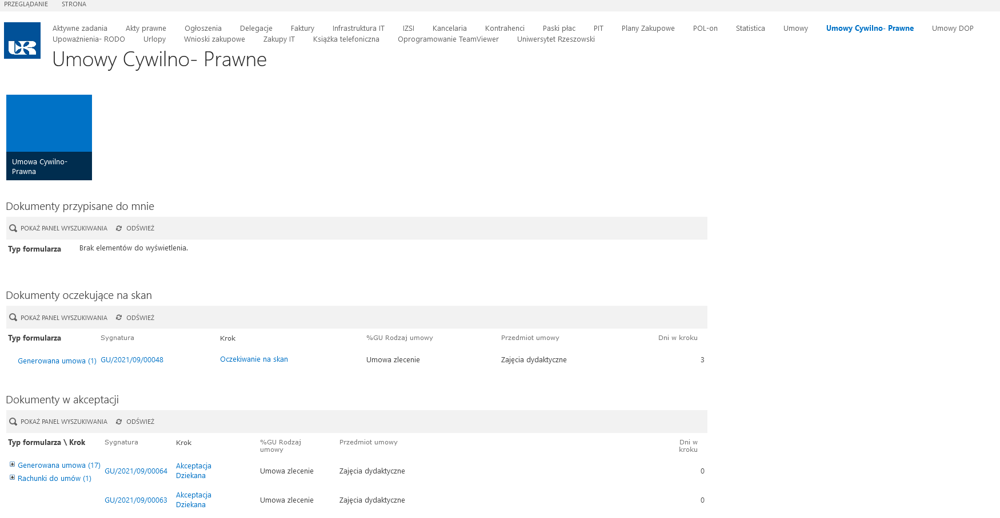 PRZEGLĄDANIE STRONA
Aktywne zadania Akty prawne Ogłoszenia Delegacje Faktury Infrastruktura IT IZSI Kancelaria Kontrahenci Paski płac PIT Plany Zakupowe POL-on Statistica Umowy Umowy Cywilno- Prawne Umowy DOP
Upoważnienia- RODO Urlopy Wnioski zakupowe Zakupy IT Książka telefoniczna Oprogramowanie TeamViewer Uniwersytet Rzeszowski
UR
Umowy Cywilno- Prawne
Umowa Cywilno-
Prawna
Dokumenty przypisane do mnie
POKAŻ PANEL WYSZUKIWANIA ODŚWIEŻ
Typ formularza Brak elementów do wyświetlenia.
Dokumenty oczekujące na skan
POKAŻ PANEL WYSZUKIWANIA ODŚWIEŻ
Typ formularza Sygnatura Krok %GU Rodzaj umowy Przedmiot umowy Dni w kroku
Generowana umowa (1) GU/2021/09/00048 Oczekiwanie na skan Umowa zlecenie Zajęcia dydaktyczne 3
Dokumenty w akceptacji
POKAŻ PANEL WYSZUKIWANIA ODŚWIEŻ
Typ formularza \ Krok Sygnatura Krok %GU Rodzaj Przedmiot umowy Dni w
umowy kroku
Generowana umowa (17) GU/2021/09/00064 Akceptacja Umowa zlecenie Zajęcia dydaktyczne 0
Rachunki do umów (1) Dziekana
GU/2021/09/00063 Akceptacja Umowa zlecenie Zajęcia dydaktyczne 0
Dziekana